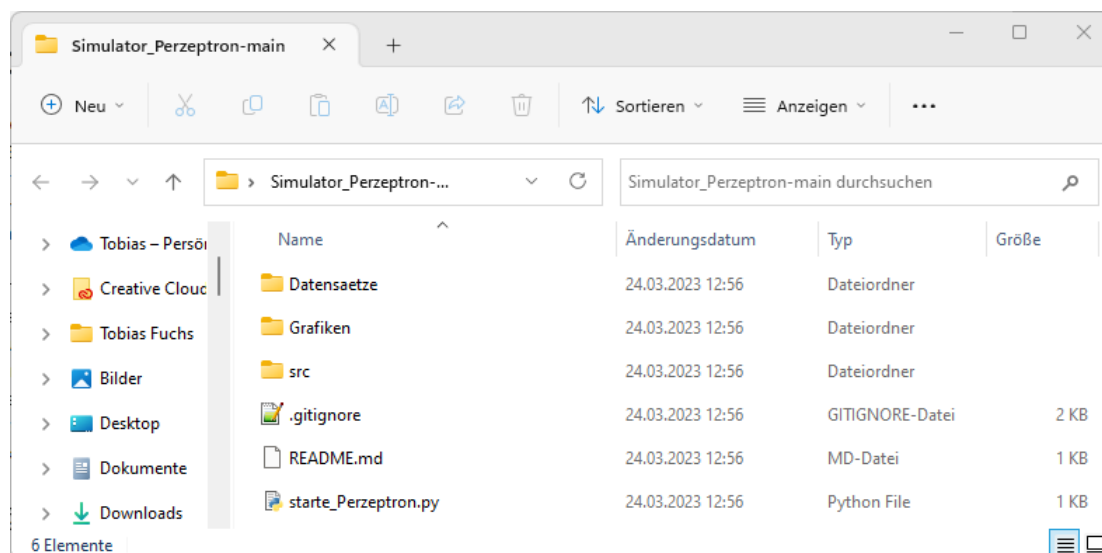 Simulator_Perzeptron-main
Neu Sortieren Anzeigen
Simulator_Perzeptron-... Simulator_Perzeptron-main durchsuchen
Name Änderungsdatum Typ Größe
Tobias – Persör
Creative Cloud
Tobias Fuchs
Bilder
Desktop
Dokumente
Downloads
Datensaetze 24.03.2023 12:56 Dateiordner
Grafiken 24.03.2023 12:56 Dateiordner
src 24.03.2023 12:56 Dateiordner
.gitignore 24.03.2023 12:56 GITIGNORE-Datei 2 KB
README.md 24.03.2023 12:56 MD-Datei 1 KB
starte_Perzeptron.py 24.03.2023 12:56 Python File 1 KB
6 Elemente